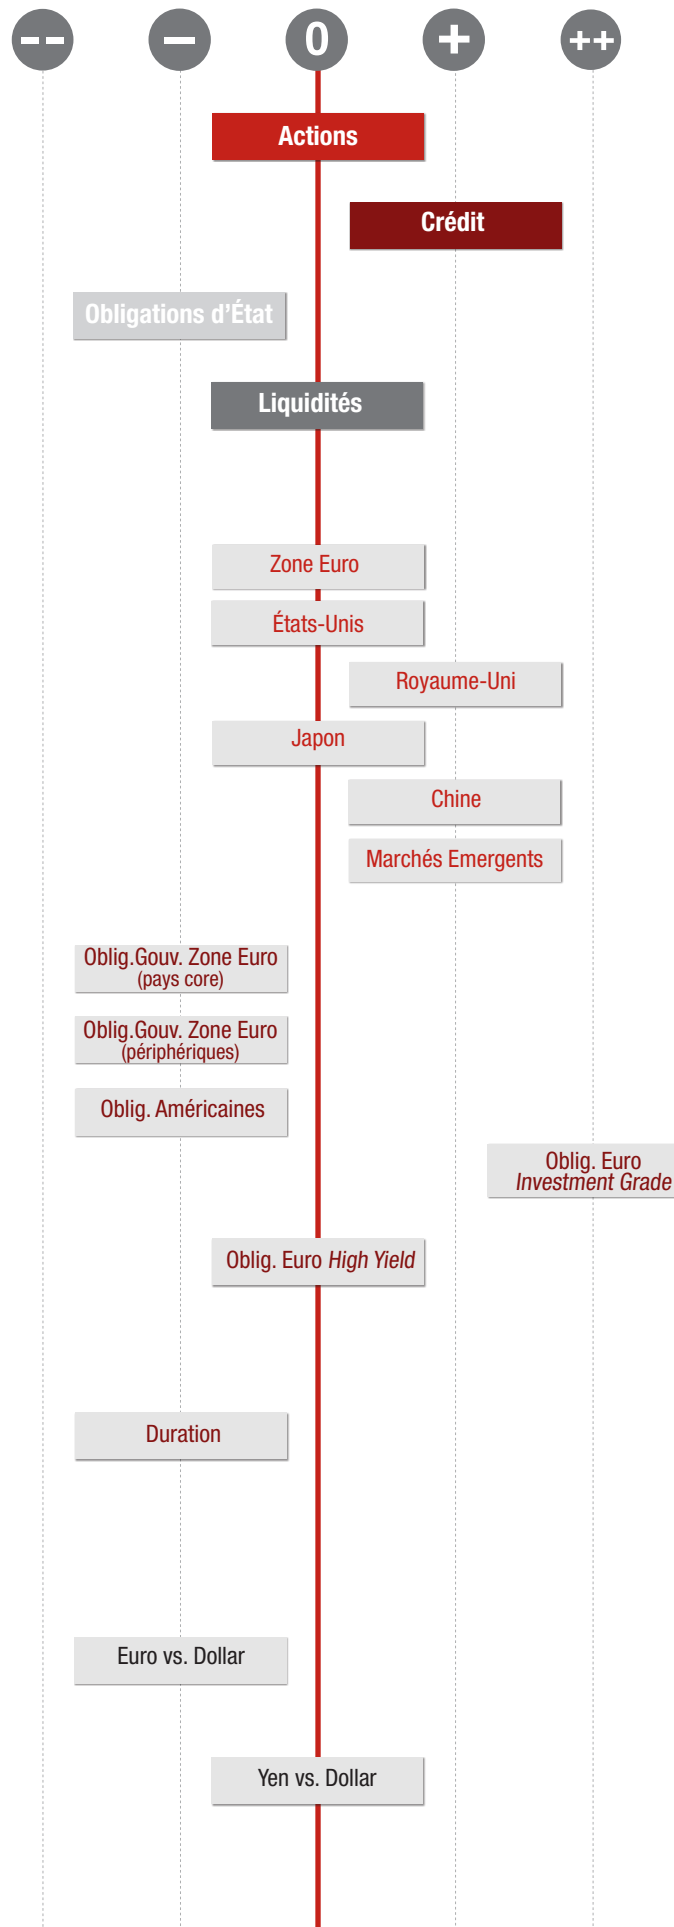 -- - 0 + ++
Actions
Crédit
Obligations d'État
Liquidités
Zone Euro
États-Unis
Royaume-Uni
Japon
Chine
Marchés Emergents
Oblig.Gouv. Zone Euro
(pays core)
Oblig.Gouv. Zone Euro
(périphériques)
Oblig. Américaines
Oblig. Euro
Investment Grade
Oblig. Euro High Yield
Duration
Euro vs. Dollar
Yen vs. Dollar